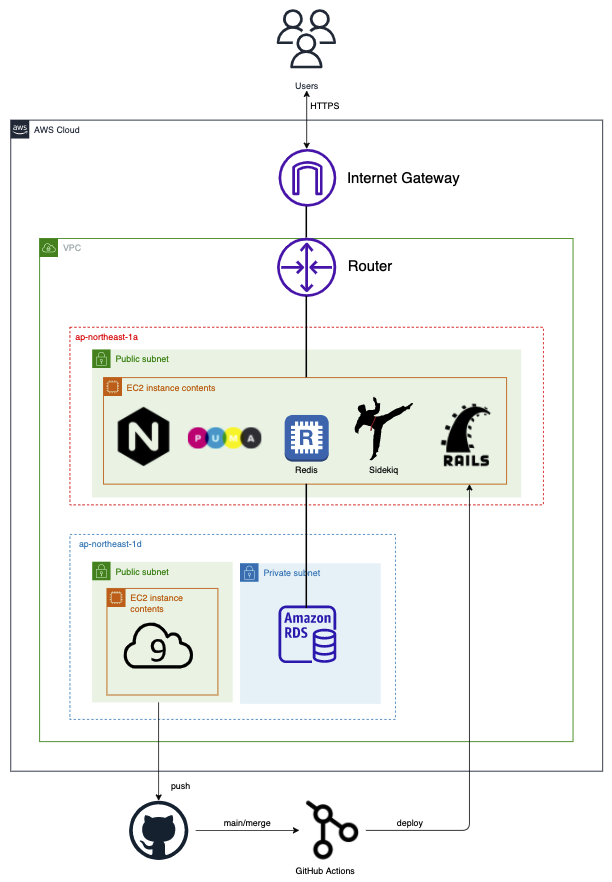 Users
HTTPS
aws
AWS Cloud
Internet Gateway
VPC
Router
ap-northeast-1a
Public subnet
EC2 instance contents
N
PUMA
R
Redis
Sidekiq
RAILS
ap-northeast-1d
Public subnet
Private subnet
EC2 instance
contents
9
Amazon
RDS
push
main/merge
deploy
GitHub Actions